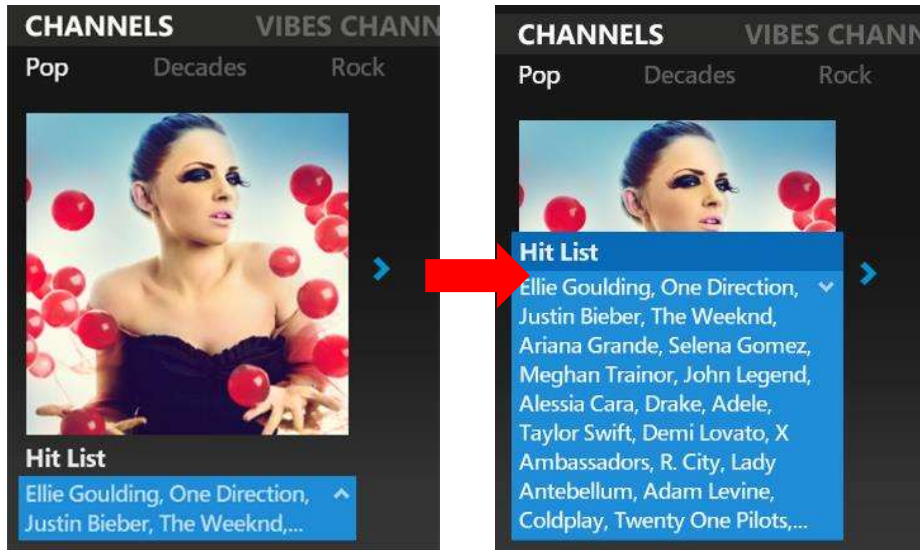 CHANNELS VIBES CHANN
Pop Decades Rock
Hit List
Ellie Goulding, One Direction,
Justin Bieber, The Weeknd,...
CHANNELS VIBES CHANN
Pop Decades Rock
Hit List
Ellie Goulding, One Direction,
Justin Bieber, The Weeknd,
Ariana Grande, Selena Gomez,
Meghan Trainor, John Legend,
Alessia Cara, Drake, Adele,
Taylor Swift, Demi Lovato, X
Ambassadors, R. City, Lady
Antebellum, Adam Levine,
Coldplay, Twenty One Pilots,...